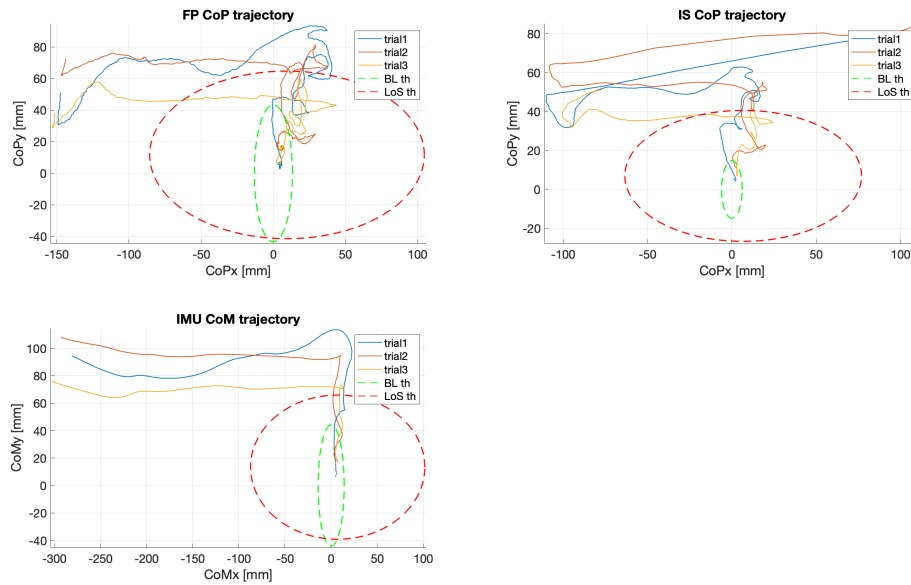 FP CoP trajectory
CoPy [mm]
80
60
40
20
0
-20
-40
-150
-100
-50
0
50
100
CoPx [mm]
trial1
trial2
trial3
BL th
LoS th
IS CoP trajectory
CoPy [mm]
80
60
40
20
0
-20
-100
-50
0
50
100
CoPx [mm]
trial1
trial2
trial3
BL th
LoS th
IMU CoM trajectory
CoMy [mm]
100
80
60
40
20
0
-20
-40
-300
-250
-200
-150
-100
-50
0
50
100
CoMx [mm]
trial1
trial2
trial3
BL th
LoS th